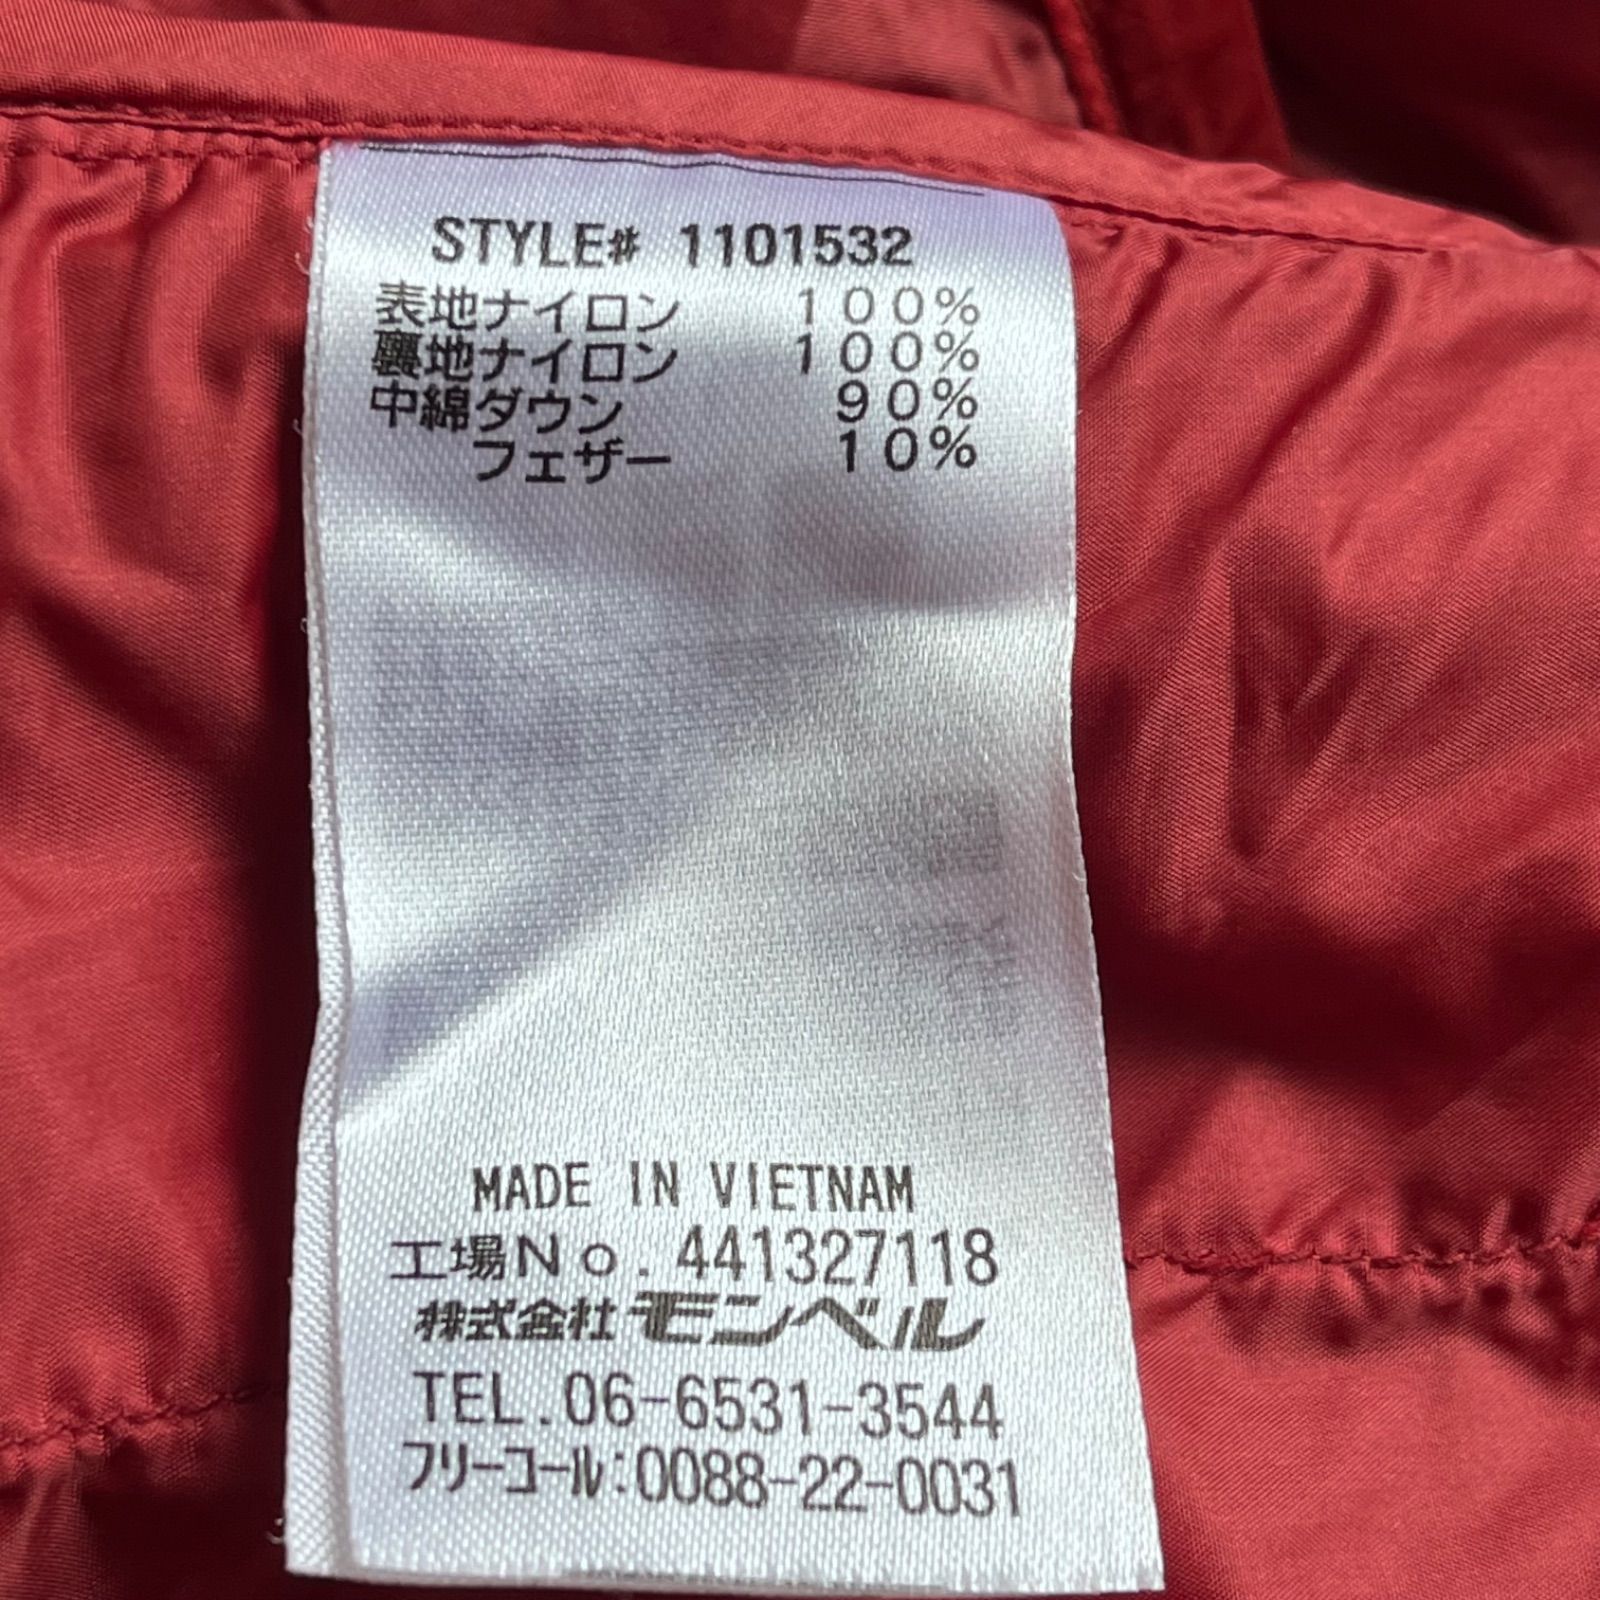 STYLE# 1101532
表地ナイロン 100%
裏地ナイロン 100%
中綿ダウン 90%
フェザー 10%
MADE IN VIETNAM
工場No. 441327118
株式会社モンベル
TEL. 06-6531-3544
フリーコール:0088-22-0031